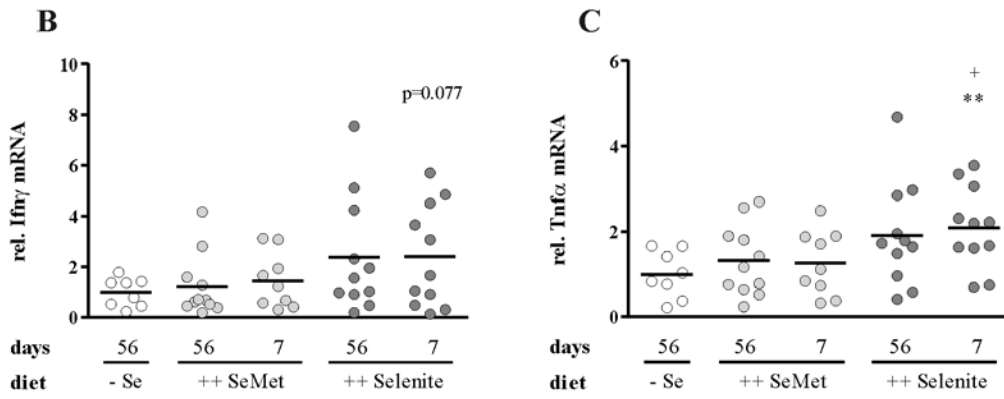 B
rel. Ifnγ mRNA
10
8
6
4
2
0
p=0.077
days 56 56 7 56 7
diet - Se ++ SeMet ++ Selenite
C
rel. Tnfα mRNA
6
4
2
0
+
**
days 56 56 7 56 7
diet - Se ++ SeMet ++ Selenite